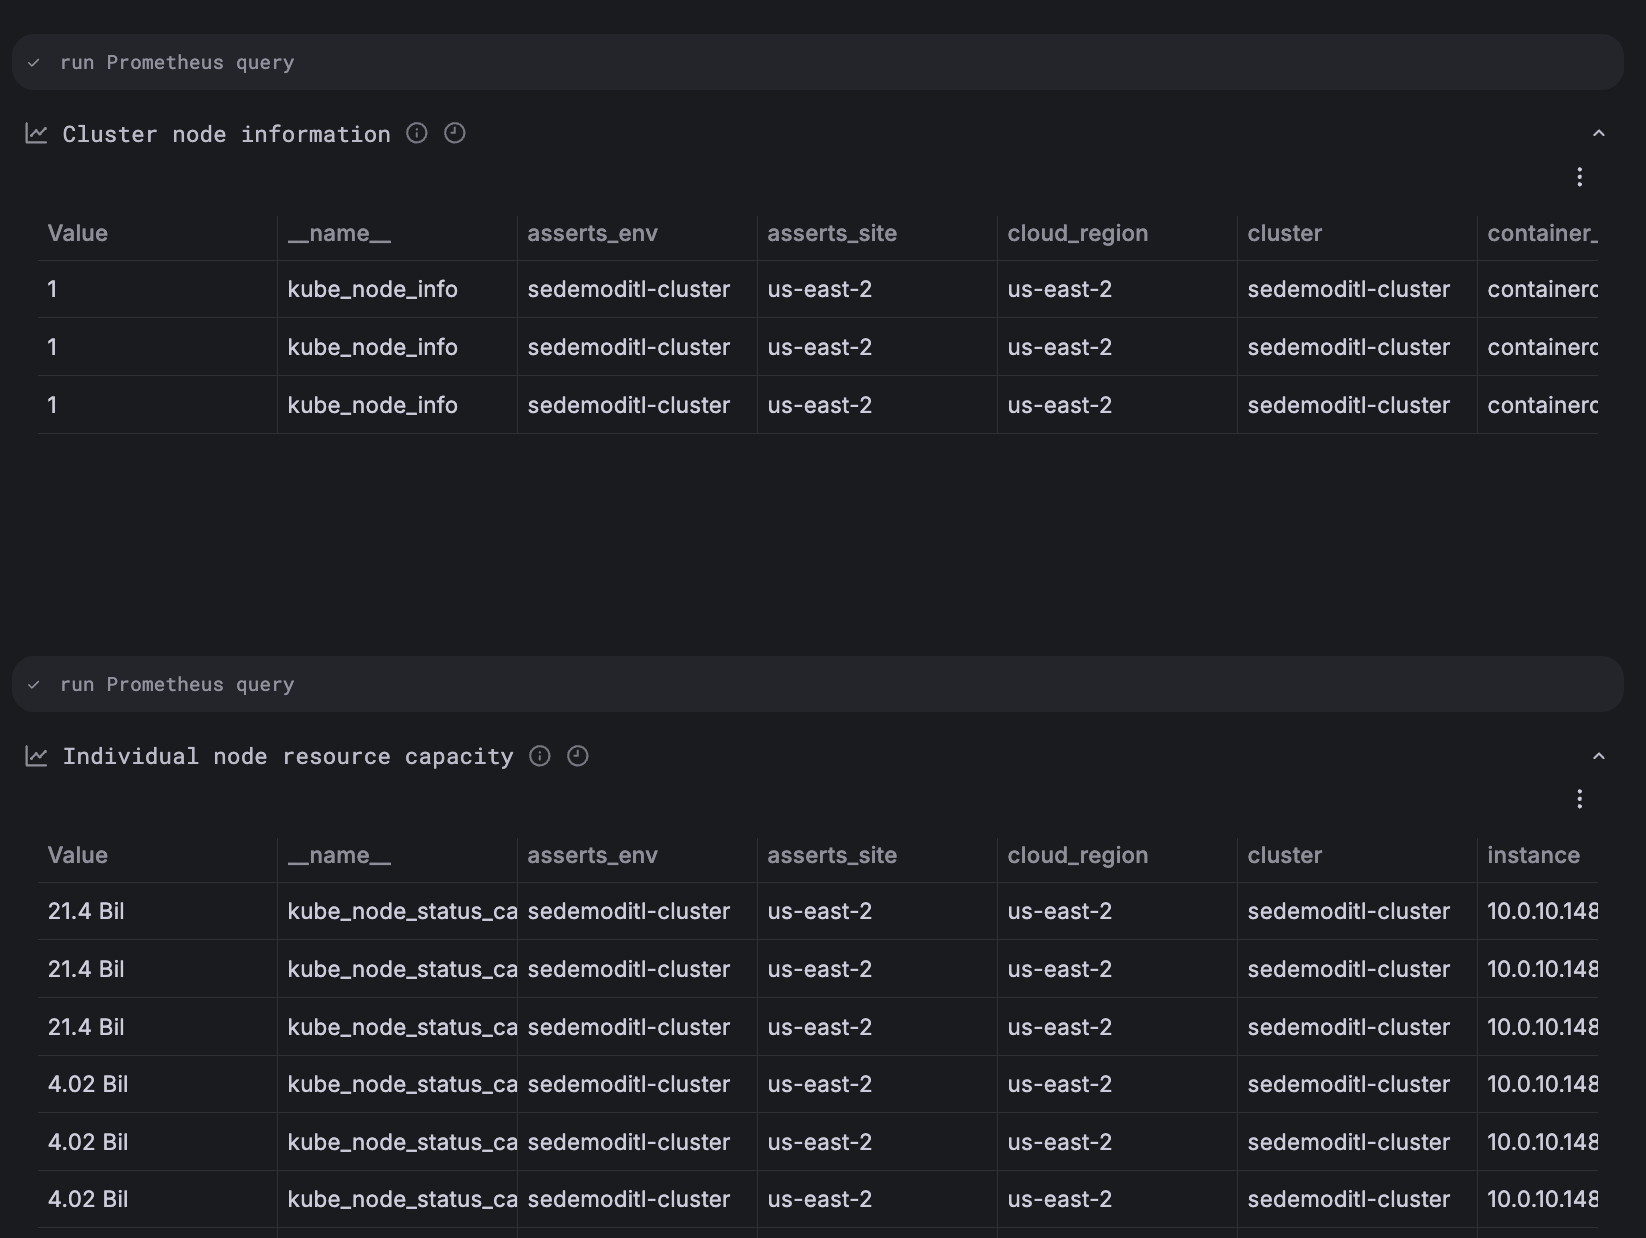 run Prometheus query
Cluster node information
Value __name__ asserts_env asserts_site cloud_region cluster container_
1 kube_node_info sedemoditl-cluster us-east-2 us-east-2 sedemoditl-cluster containerd
1 kube_node_info sedemoditl-cluster us-east-2 us-east-2 sedemoditl-cluster containerd
1 kube_node_info sedemoditl-cluster us-east-2 us-east-2 sedemoditl-cluster containerd
run Prometheus query
Individual node resource capacity
Value __name__ asserts_env asserts_site cloud_region cluster instance
21.4 Bil kube_node_status_ca sedemoditl-cluster us-east-2 us-east-2 sedemoditl-cluster 10.0.10.148
21.4 Bil kube_node_status_ca sedemoditl-cluster us-east-2 us-east-2 sedemoditl-cluster 10.0.10.148
21.4 Bil kube_node_status_ca sedemoditl-cluster us-east-2 us-east-2 sedemoditl-cluster 10.0.10.148
4.02 Bil kube_node_status_ca sedemoditl-cluster us-east-2 us-east-2 sedemoditl-cluster 10.0.10.148
4.02 Bil kube_node_status_ca sedemoditl-cluster us-east-2 us-east-2 sedemoditl-cluster 10.0.10.148
4.02 Bil kube_node_status_ca sedemoditl-cluster us-east-2 us-east-2 sedemoditl-cluster 10.0.10.148